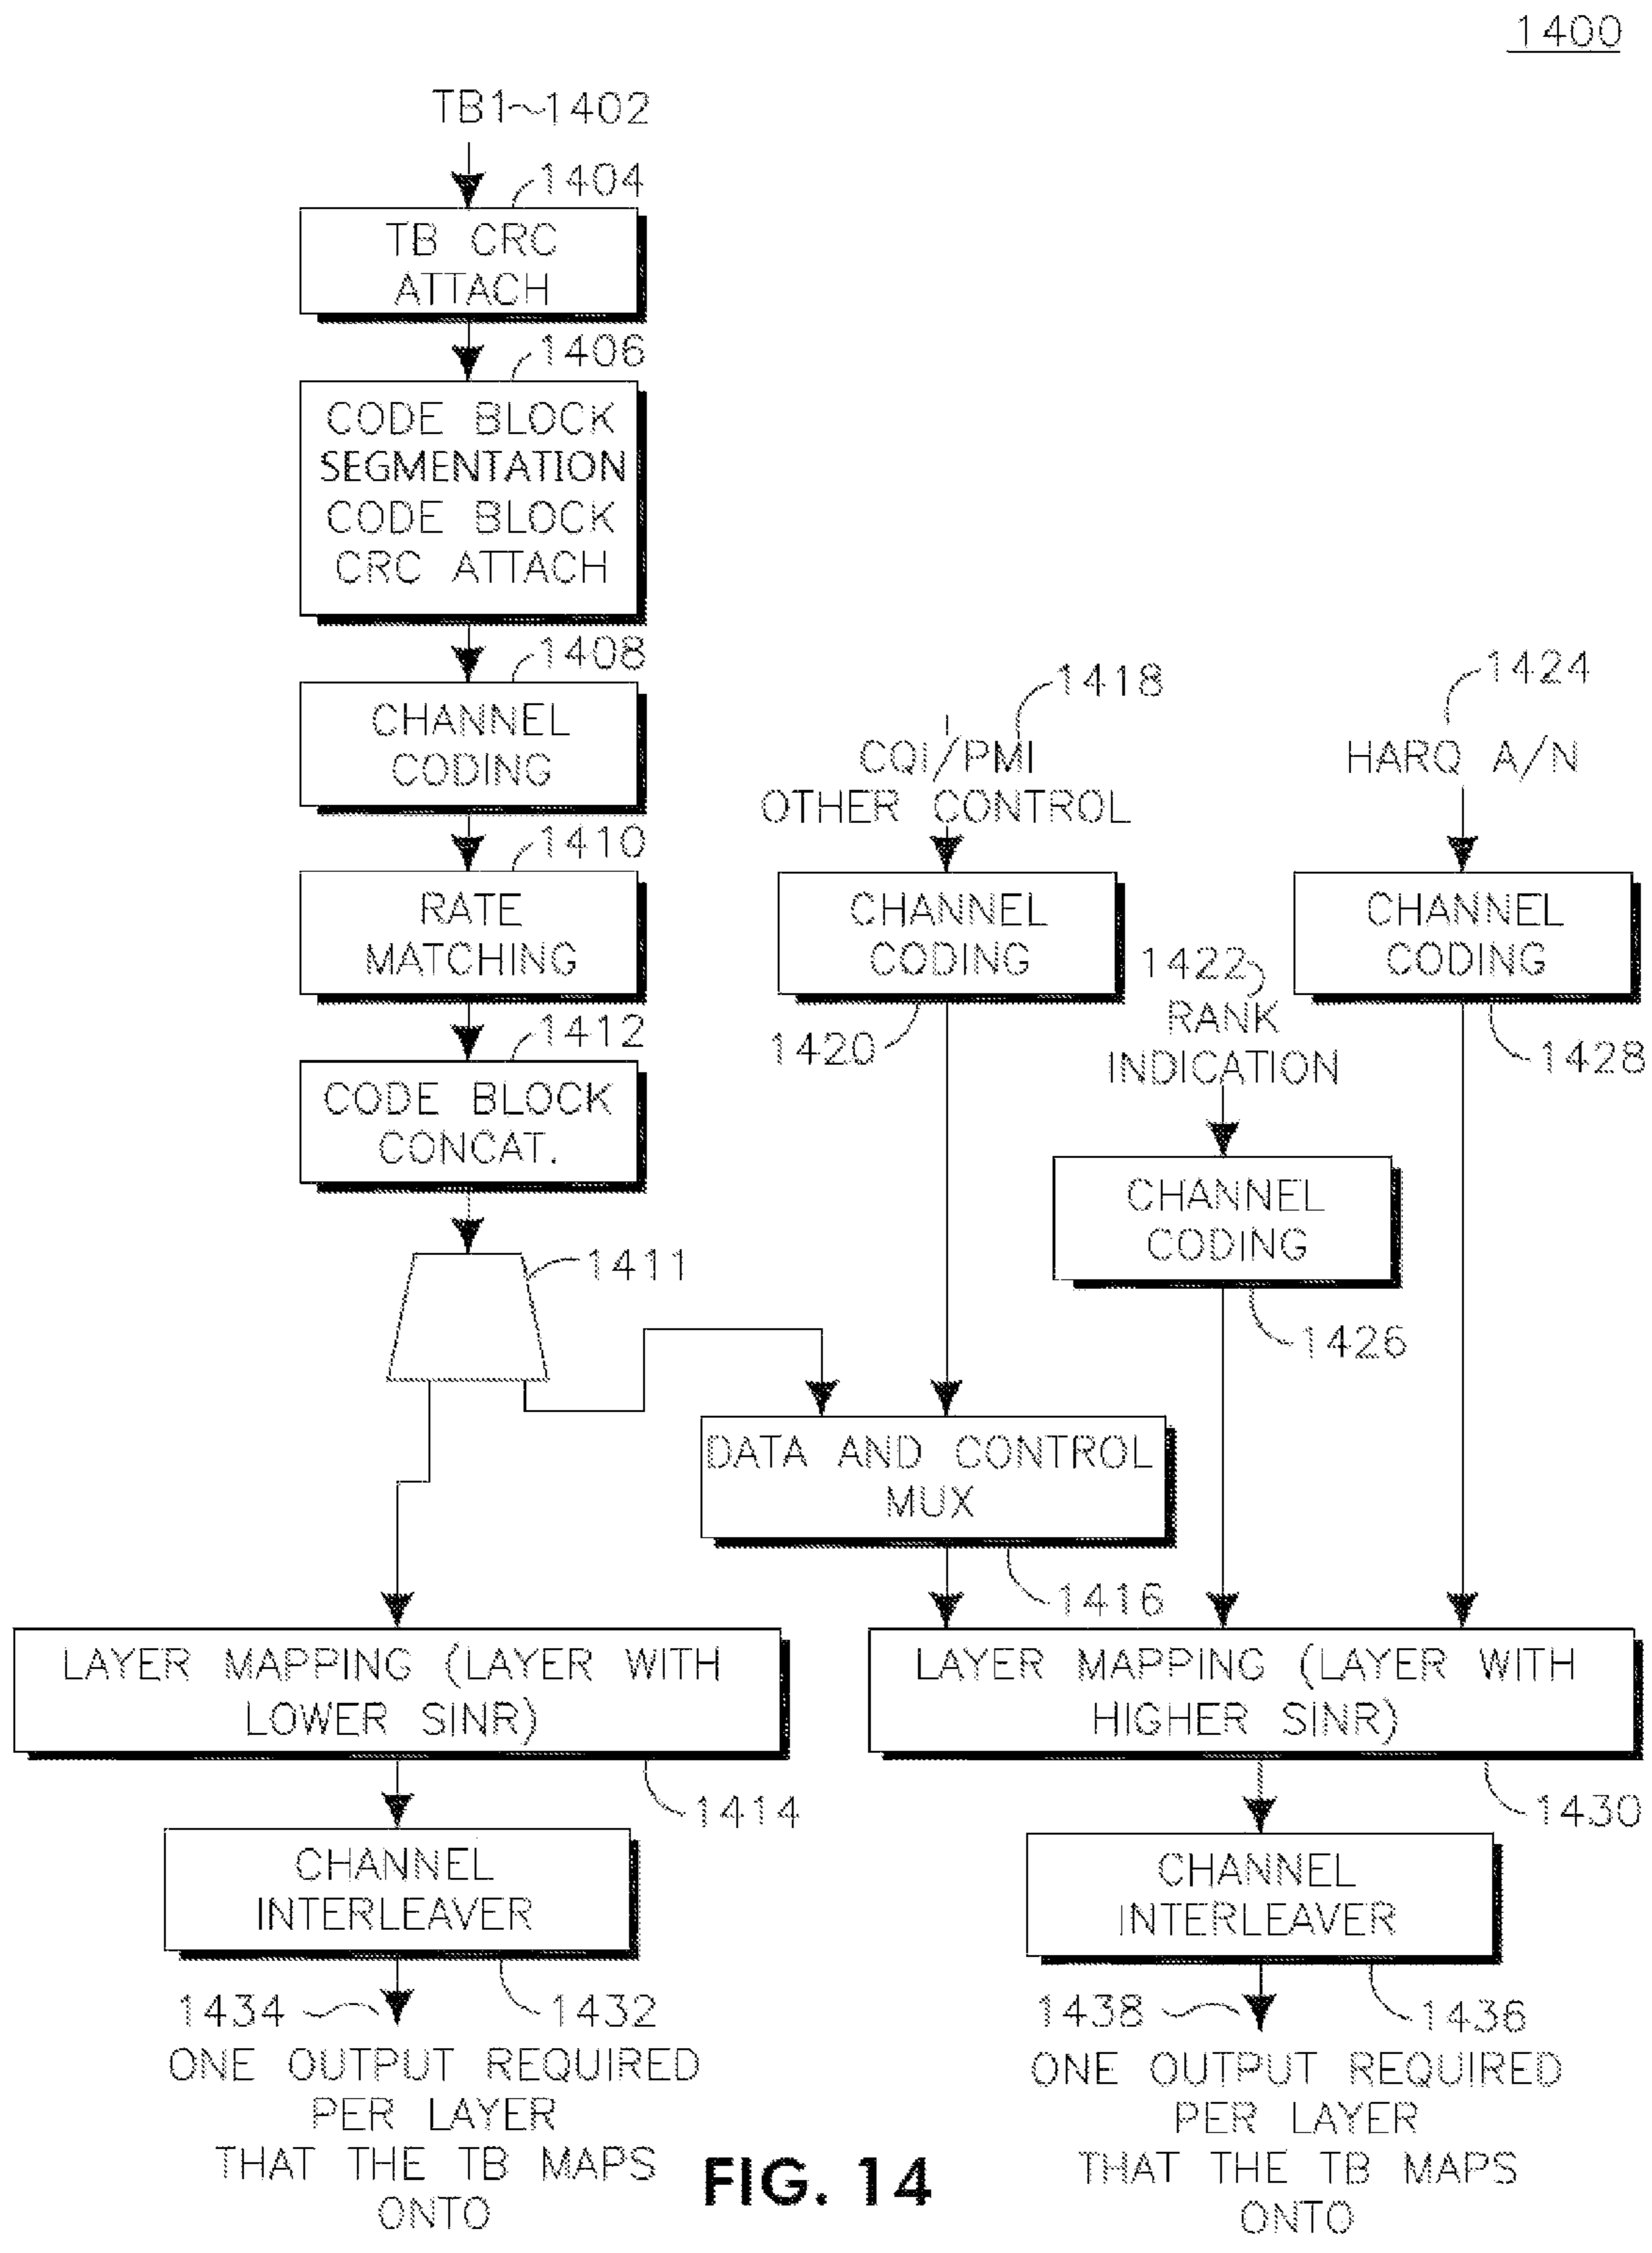 1400
TB1~1402
1404
TB CRC
ATTACH
1406
CODE BLOCK
SEGMENTATION
CODE BLOCK
CRC ATTACH
1408
CHANNEL
CODING
1410
RATE
MATCHING
1412
CODE BLOCK
CONCAT.
1411
1418
CQI/PMI
OTHER CONTROL
CHANNEL
CODING
1420
1424
HARQ A/N
CHANNEL
CODING
1428
1422
RANK
INDICATION
CHANNEL
CODING
1426
DATA AND CONTROL
MUX
1416
LAYER MAPPING (LAYER WITH
LOWER SINR)
1414
LAYER MAPPING (LAYER WITH
HIGHER SINR)
1430
CHANNEL
INTERLEAVER
1434
1432
ONE OUTPUT REQUIRED
PER LAYER
THAT THE TB MAPS
ONTO
CHANNEL
INTERLEAVER
1438
1436
ONE OUTPUT REQUIRED
PER LAYER
THAT THE TB MAPS
ONTO
FIG. 14